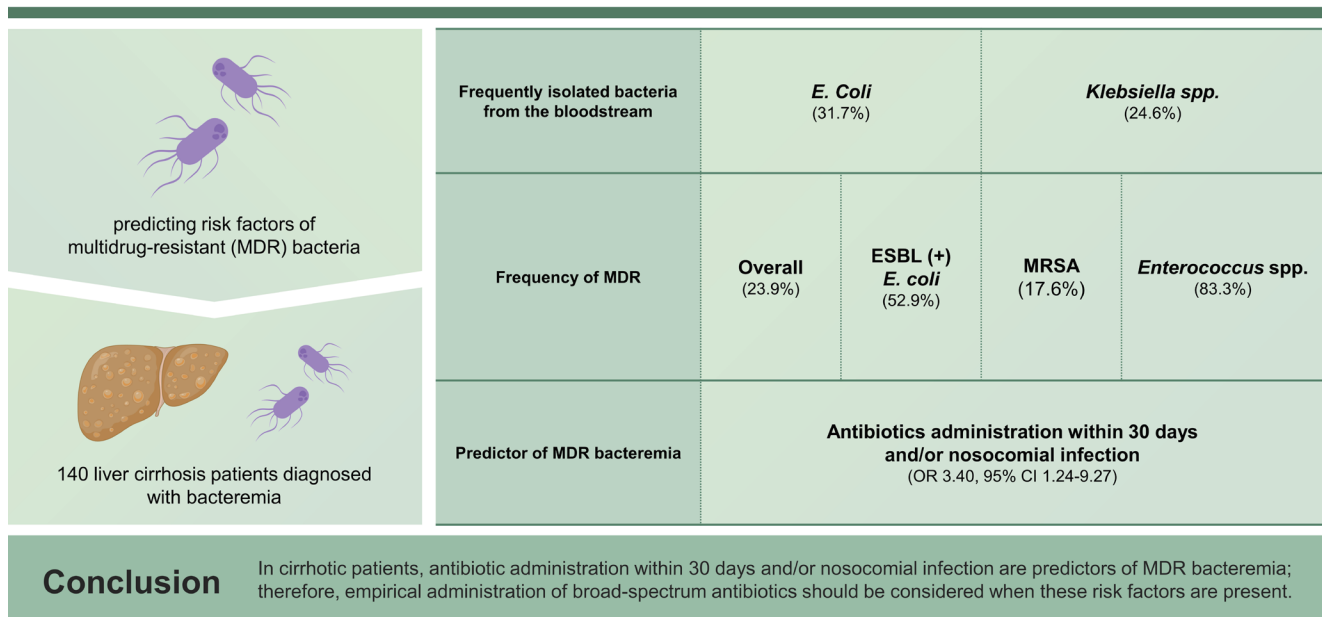 predicting risk factors of
multidrug-resistant (MDR) bacteria
140 liver cirrhosis patients diagnosed
with bacteremia
Frequently isolated bacteria
from the bloodstream
E. Coli
(31.7%)
Klebsiella spp.
(24.6%)
Frequency of MDR
Overall
(23.9%)
ESBL (+)
E. coli
(52.9%)
MRSA
(17.6%)
Enterococcus spp.
(83.3%)
Predictor of MDR bacteremia
Antibiotics administration within 30 days
and/or nosocomial infection
(OR 3.40, 95% CI 1.24-9.27)
Conclusion
In cirrhotic patients, antibiotic administration within 30 days and/or nosocomial infection are predictors of MDR bacteremia;
therefore, empirical administration of broad-spectrum antibiotics should be considered when these risk factors are present.